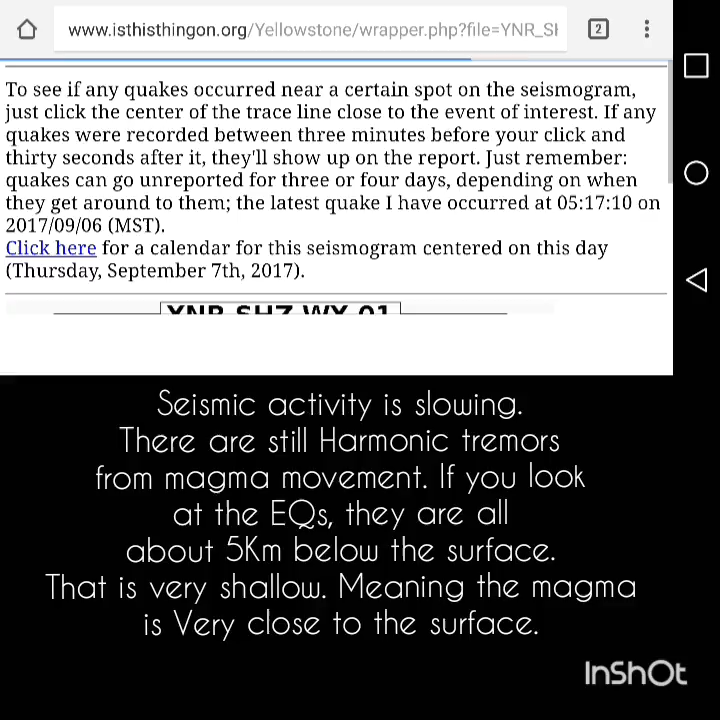 www.isthisthingon.org/Yellowstone/wrapper.php?file=YNR_SH
2
To see if any quakes occurred near a certain spot on the seismogram,
just click the center of the trace line close to the event of interest. If any
quakes were recorded between three minutes before your click and
thirty seconds after it, they'll show up on the report. Just remember:
quakes can go unreported for three or four days, depending on when
they get around to them; the latest quake I have occurred at 05:17:10 on
2017/09/06 (MST).
Click here for a calendar for this seismogram centered on this day
(Thursday, September 7th, 2017).
YNR SHZ WY 01
Seismic activity is slowing.
There are still Harmonic tremors
from magma movement. If you look
at the EQs, they are all
about 5Km below the surface.
That is very shallow. Meaning the magma
is Very close to the surface.
InShOt